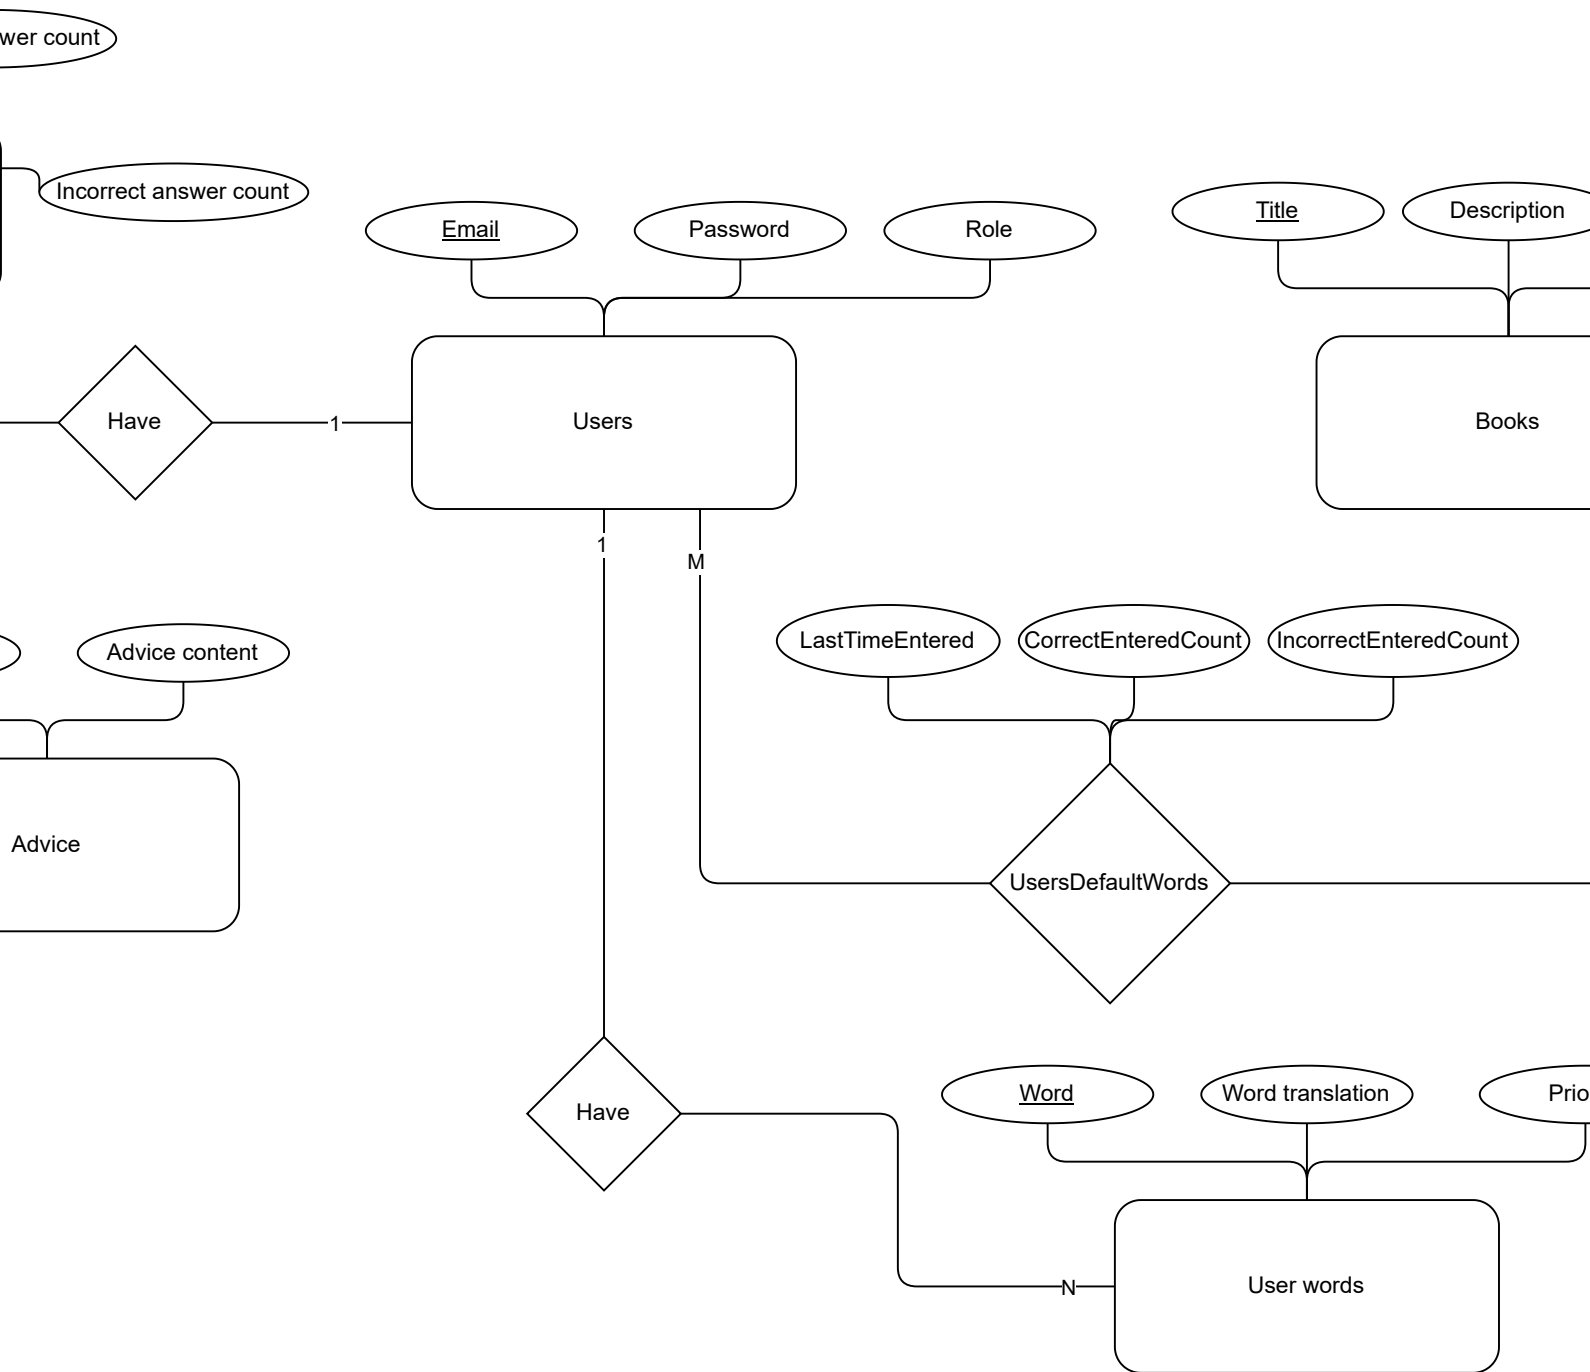 wer count
Incorrect answer count
Email
Password
Role
Title
Description
Have
1
Users
Books
1
M
LastTimeEntered
CorrectEnteredCount
IncorrectEnteredCount
Advice content
Advice
UsersDefaultWords
Have
Word
Word translation
Prio
N
User words